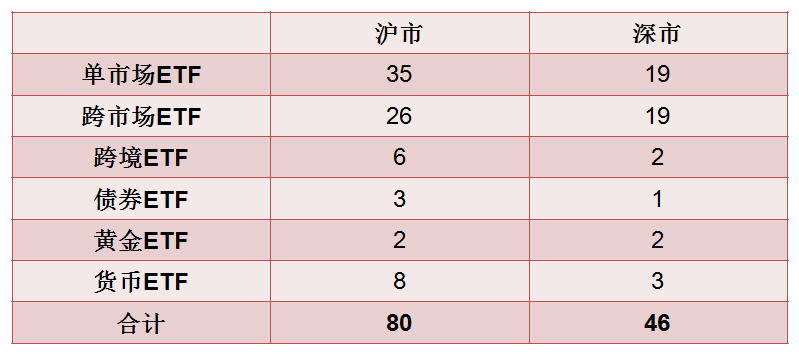 沪市 深市
单市场ETF 35 19
跨市场ETF 26 19
跨境ETF 6 2
债券ETF 3 1
黄金ETF 2 2
货币ETF 8 3
合计 80 46